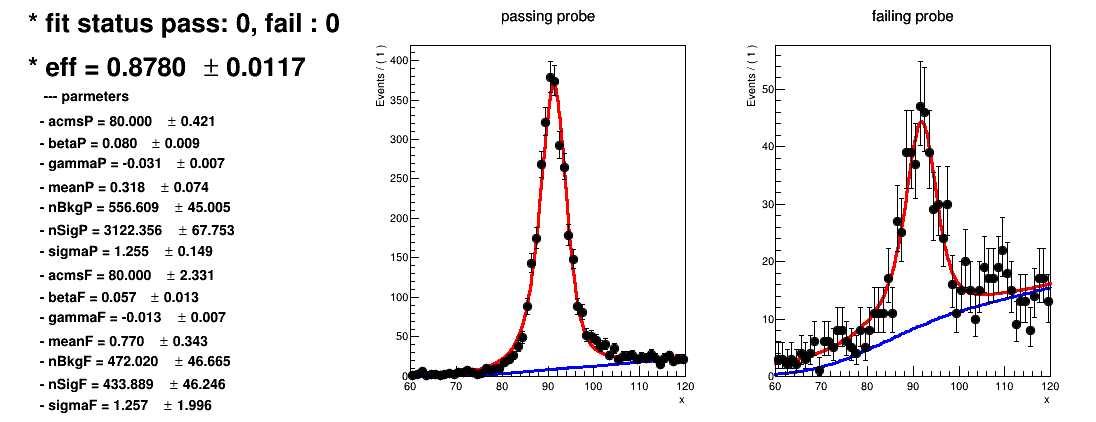 * fit status pass: 0, fail : 0
* eff = 0.8780 ± 0.0117
--- parmeters
- acmsP = 80.000 ± 0.421
- betaP = 0.080 ± 0.009
- gammaP = -0.031 ± 0.007
- meanP = 0.318 ± 0.074
- nBkgP = 556.609 ± 45.005
- nSigP = 3122.356 ± 67.753
- sigmaP = 1.255 ± 0.149
- acmsF = 80.000 ± 2.331
- betaF = 0.057 ± 0.013
- gammaF = -0.013 ± 0.007
- meanF = 0.770 ± 0.343
- nBkgF = 472.020 ± 46.665
- nSigF = 433.889 ± 46.246
- sigmaF = 1.257 ± 1.996
passing probe
Events / ( 1 )
400
350
300
250
200
150
100
50
0
60 70 80 90 100 110 120
x
failing probe
Events / ( 1 )
50
40
30
20
10
0
60 70 80 90 100 110 120
x